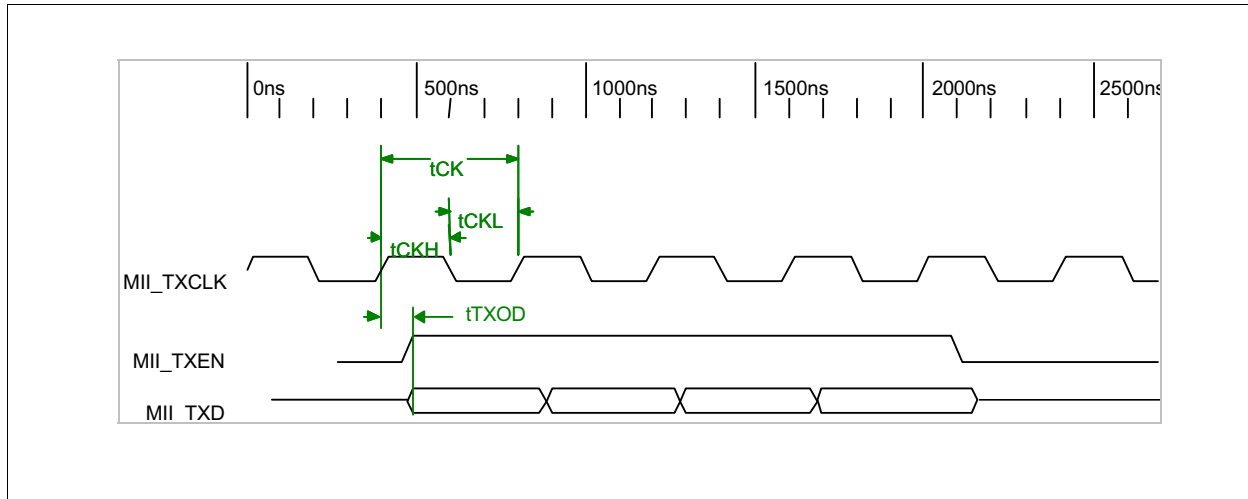 0ns 500ns 1000ns 1500ns 2000ns 2500ns
tCK
tCKL
tCKH
MII_TXCLK
tTXOD
MII_TXEN
MII_TXD